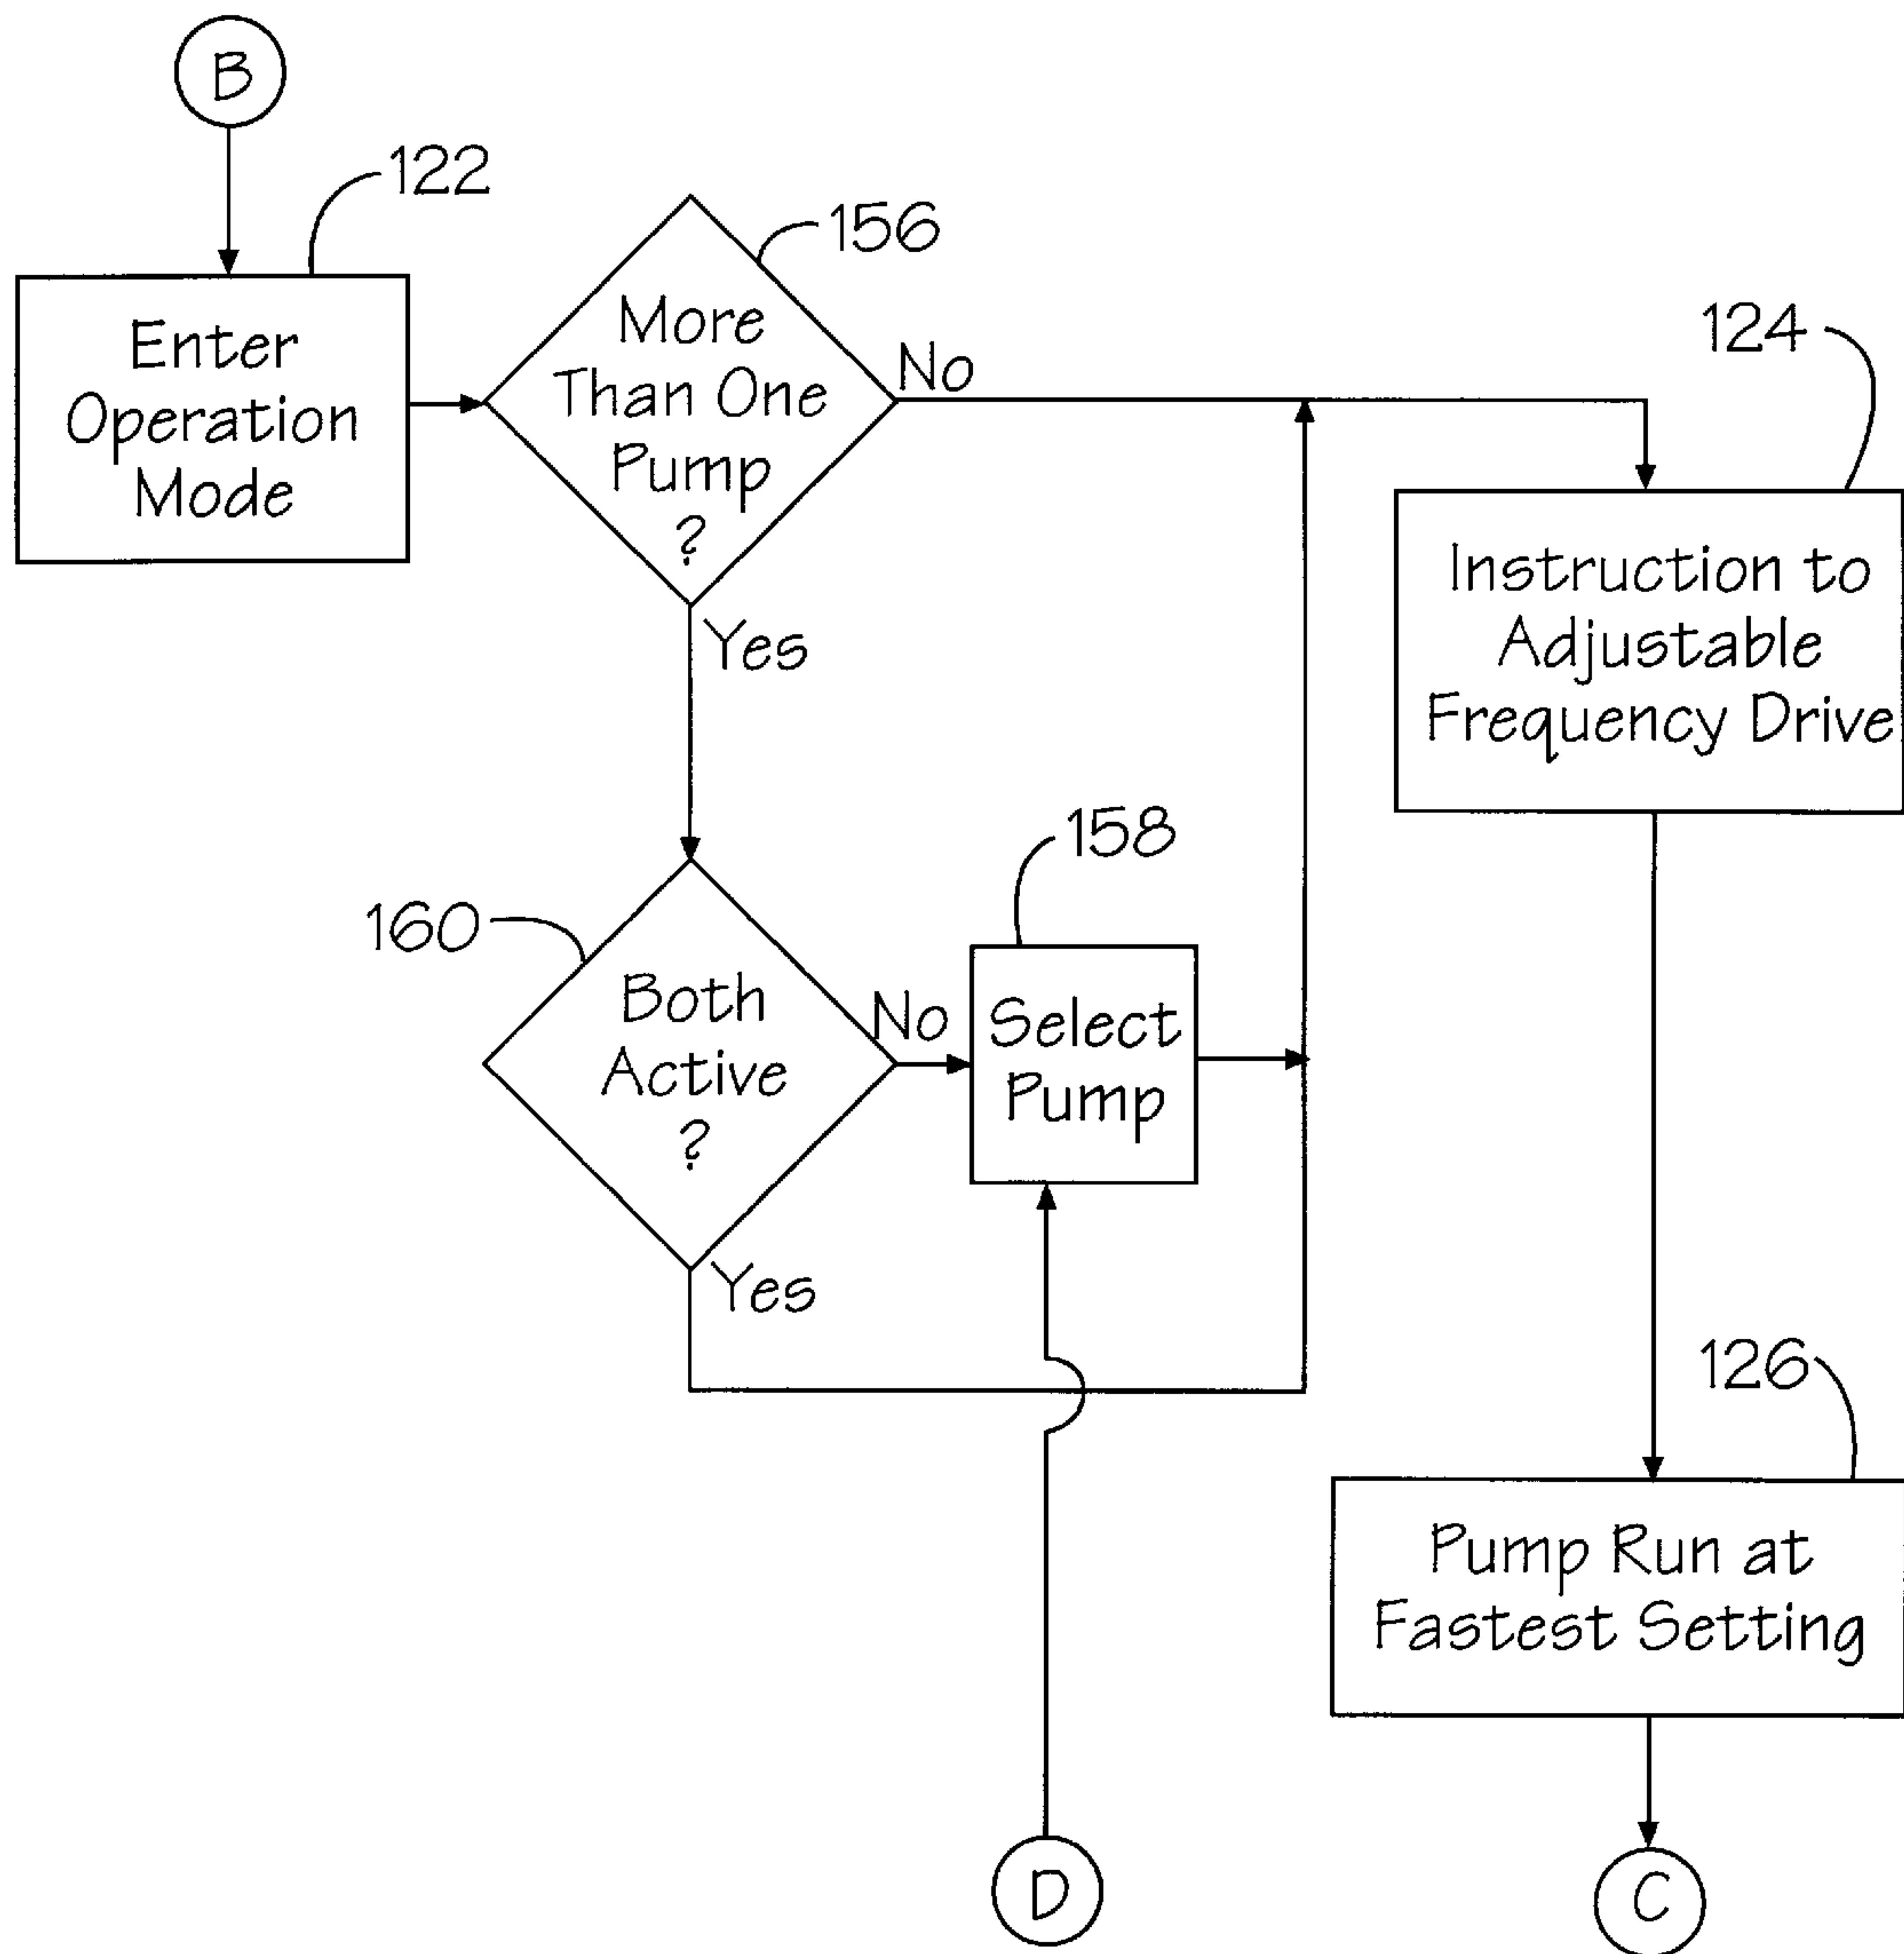 B
122
Enter
Operation
Mode
156
More
Than One
Pump
?
No
Yes
124
Instruction to
Adjustable
Frequency Drive
160
Both
Active
?
No
Yes
158
Select
Pump
126
Pump Run at
Fastest Setting
D
C